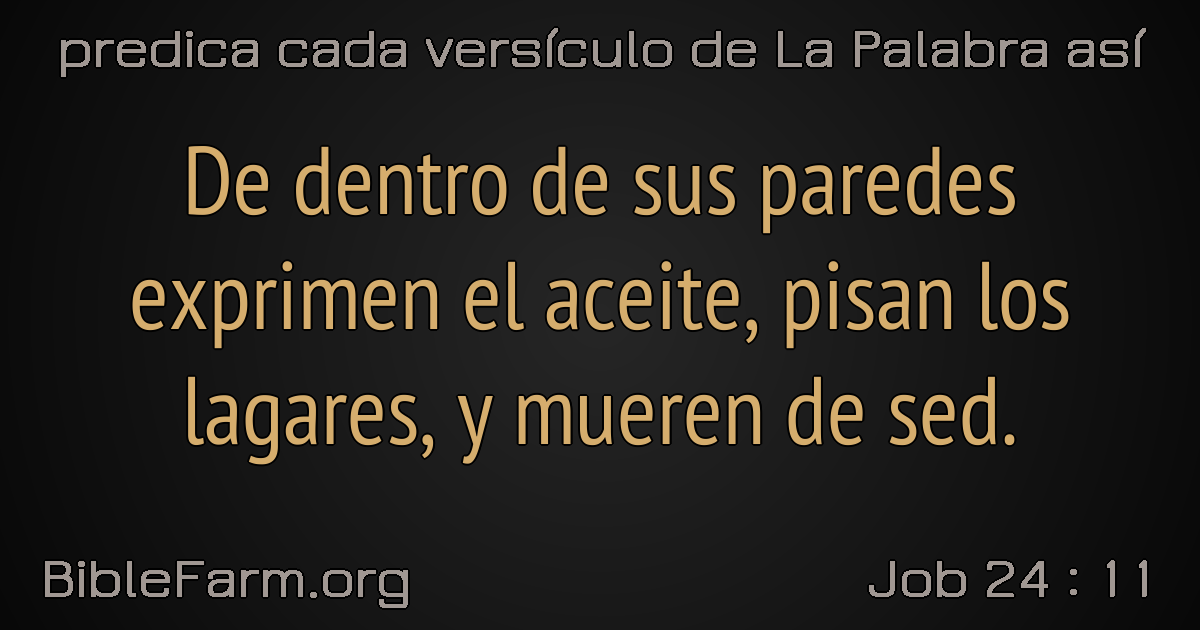 predica cada versículo de La Palabra así
De dentro de sus paredes
exprimen el aceite, pisan los
lagares, y mueren de sed.
BibleFarm.org
Job 24 : 11